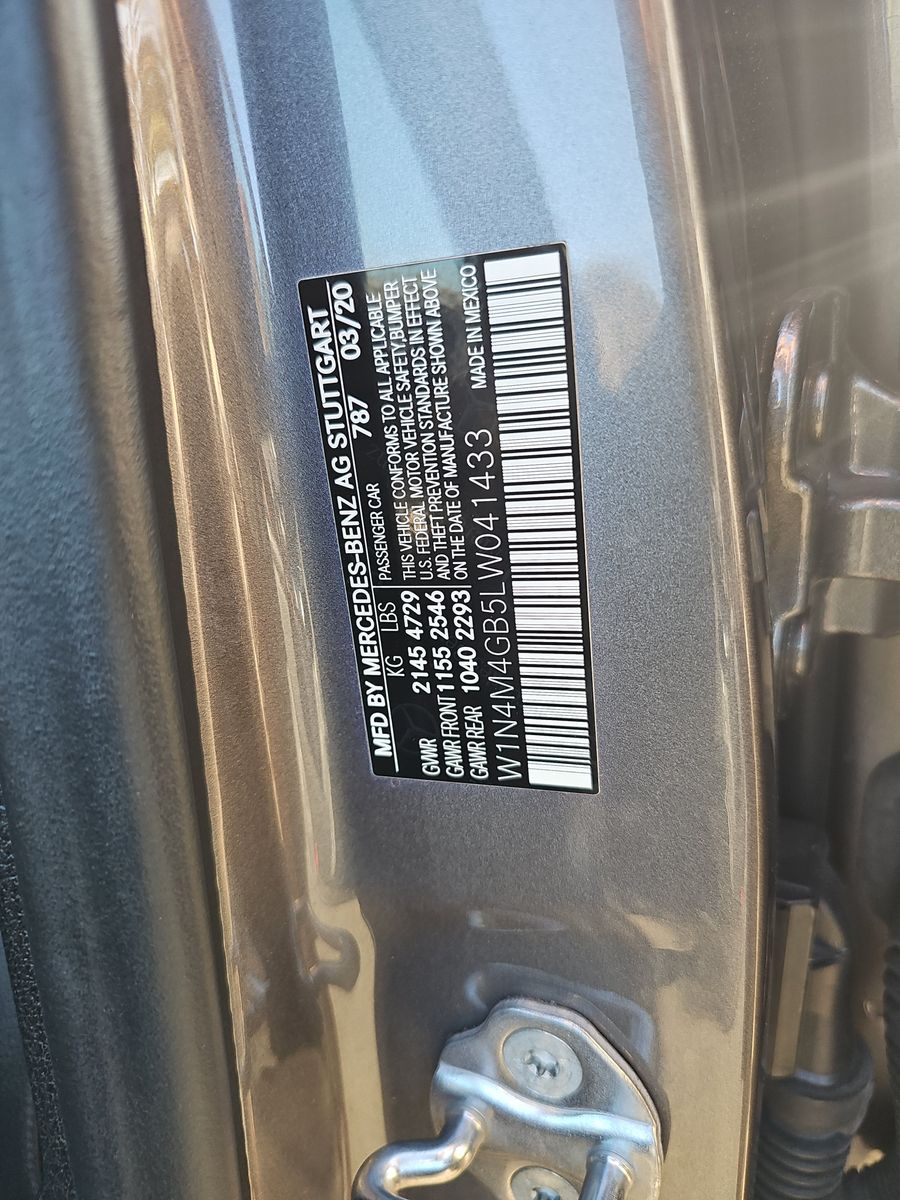 MFD BY MERCEDES-BENZ AG STUTTGART
KG LBS PASSENGER CAR 787 03/20
GVWR 2145 4729 THIS VEHICLE CONFORMS TO ALL APPLICABLE
U.S. FEDERAL MOTOR VEHICLE SAFETY, BUMPER
GAWR FRONT 1155 2546 AND THEFT PREVENTION STANDARDS IN EFFECT
GAWR REAR 1040 2293 ON THE DATE OF MANUFACTURE SHOWN ABOVE
W1N4M4GB5LW041433 MADE IN MEXICO